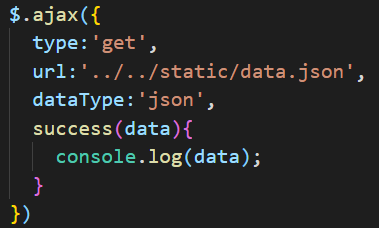 $.ajax({
  type:'get',
  url:'../../static/data.json',
  dataType:'json',
  success(data){
    console.log(data);
  }
})